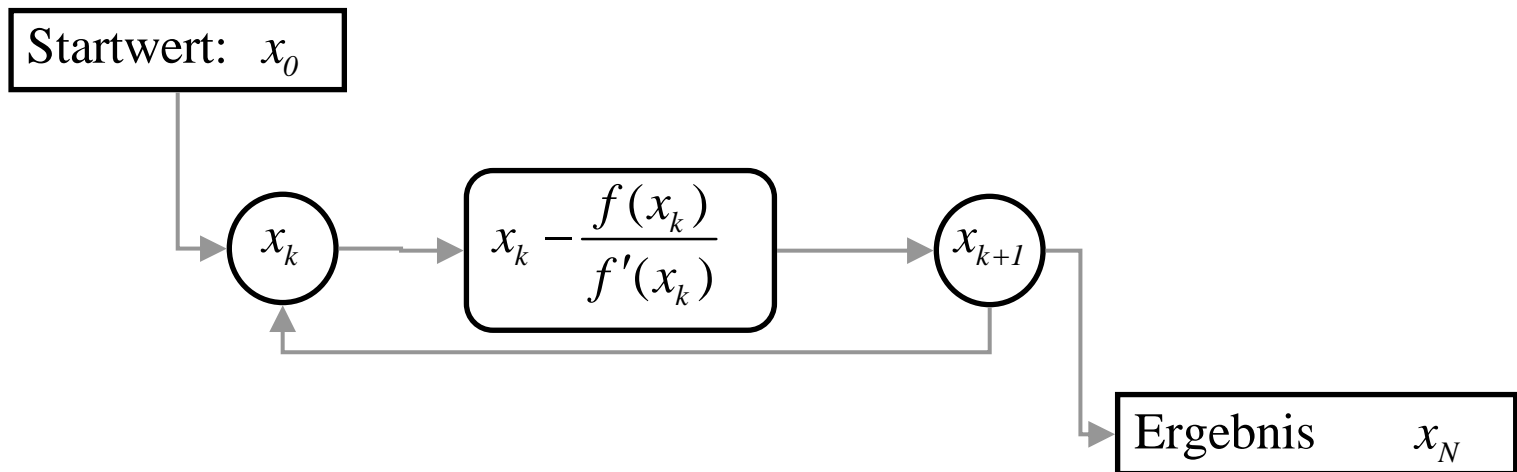 Startwert: x_0
x_k
x_k − f(x_k) / f'(x_k)
x_{k+1}
Ergebnis x_N